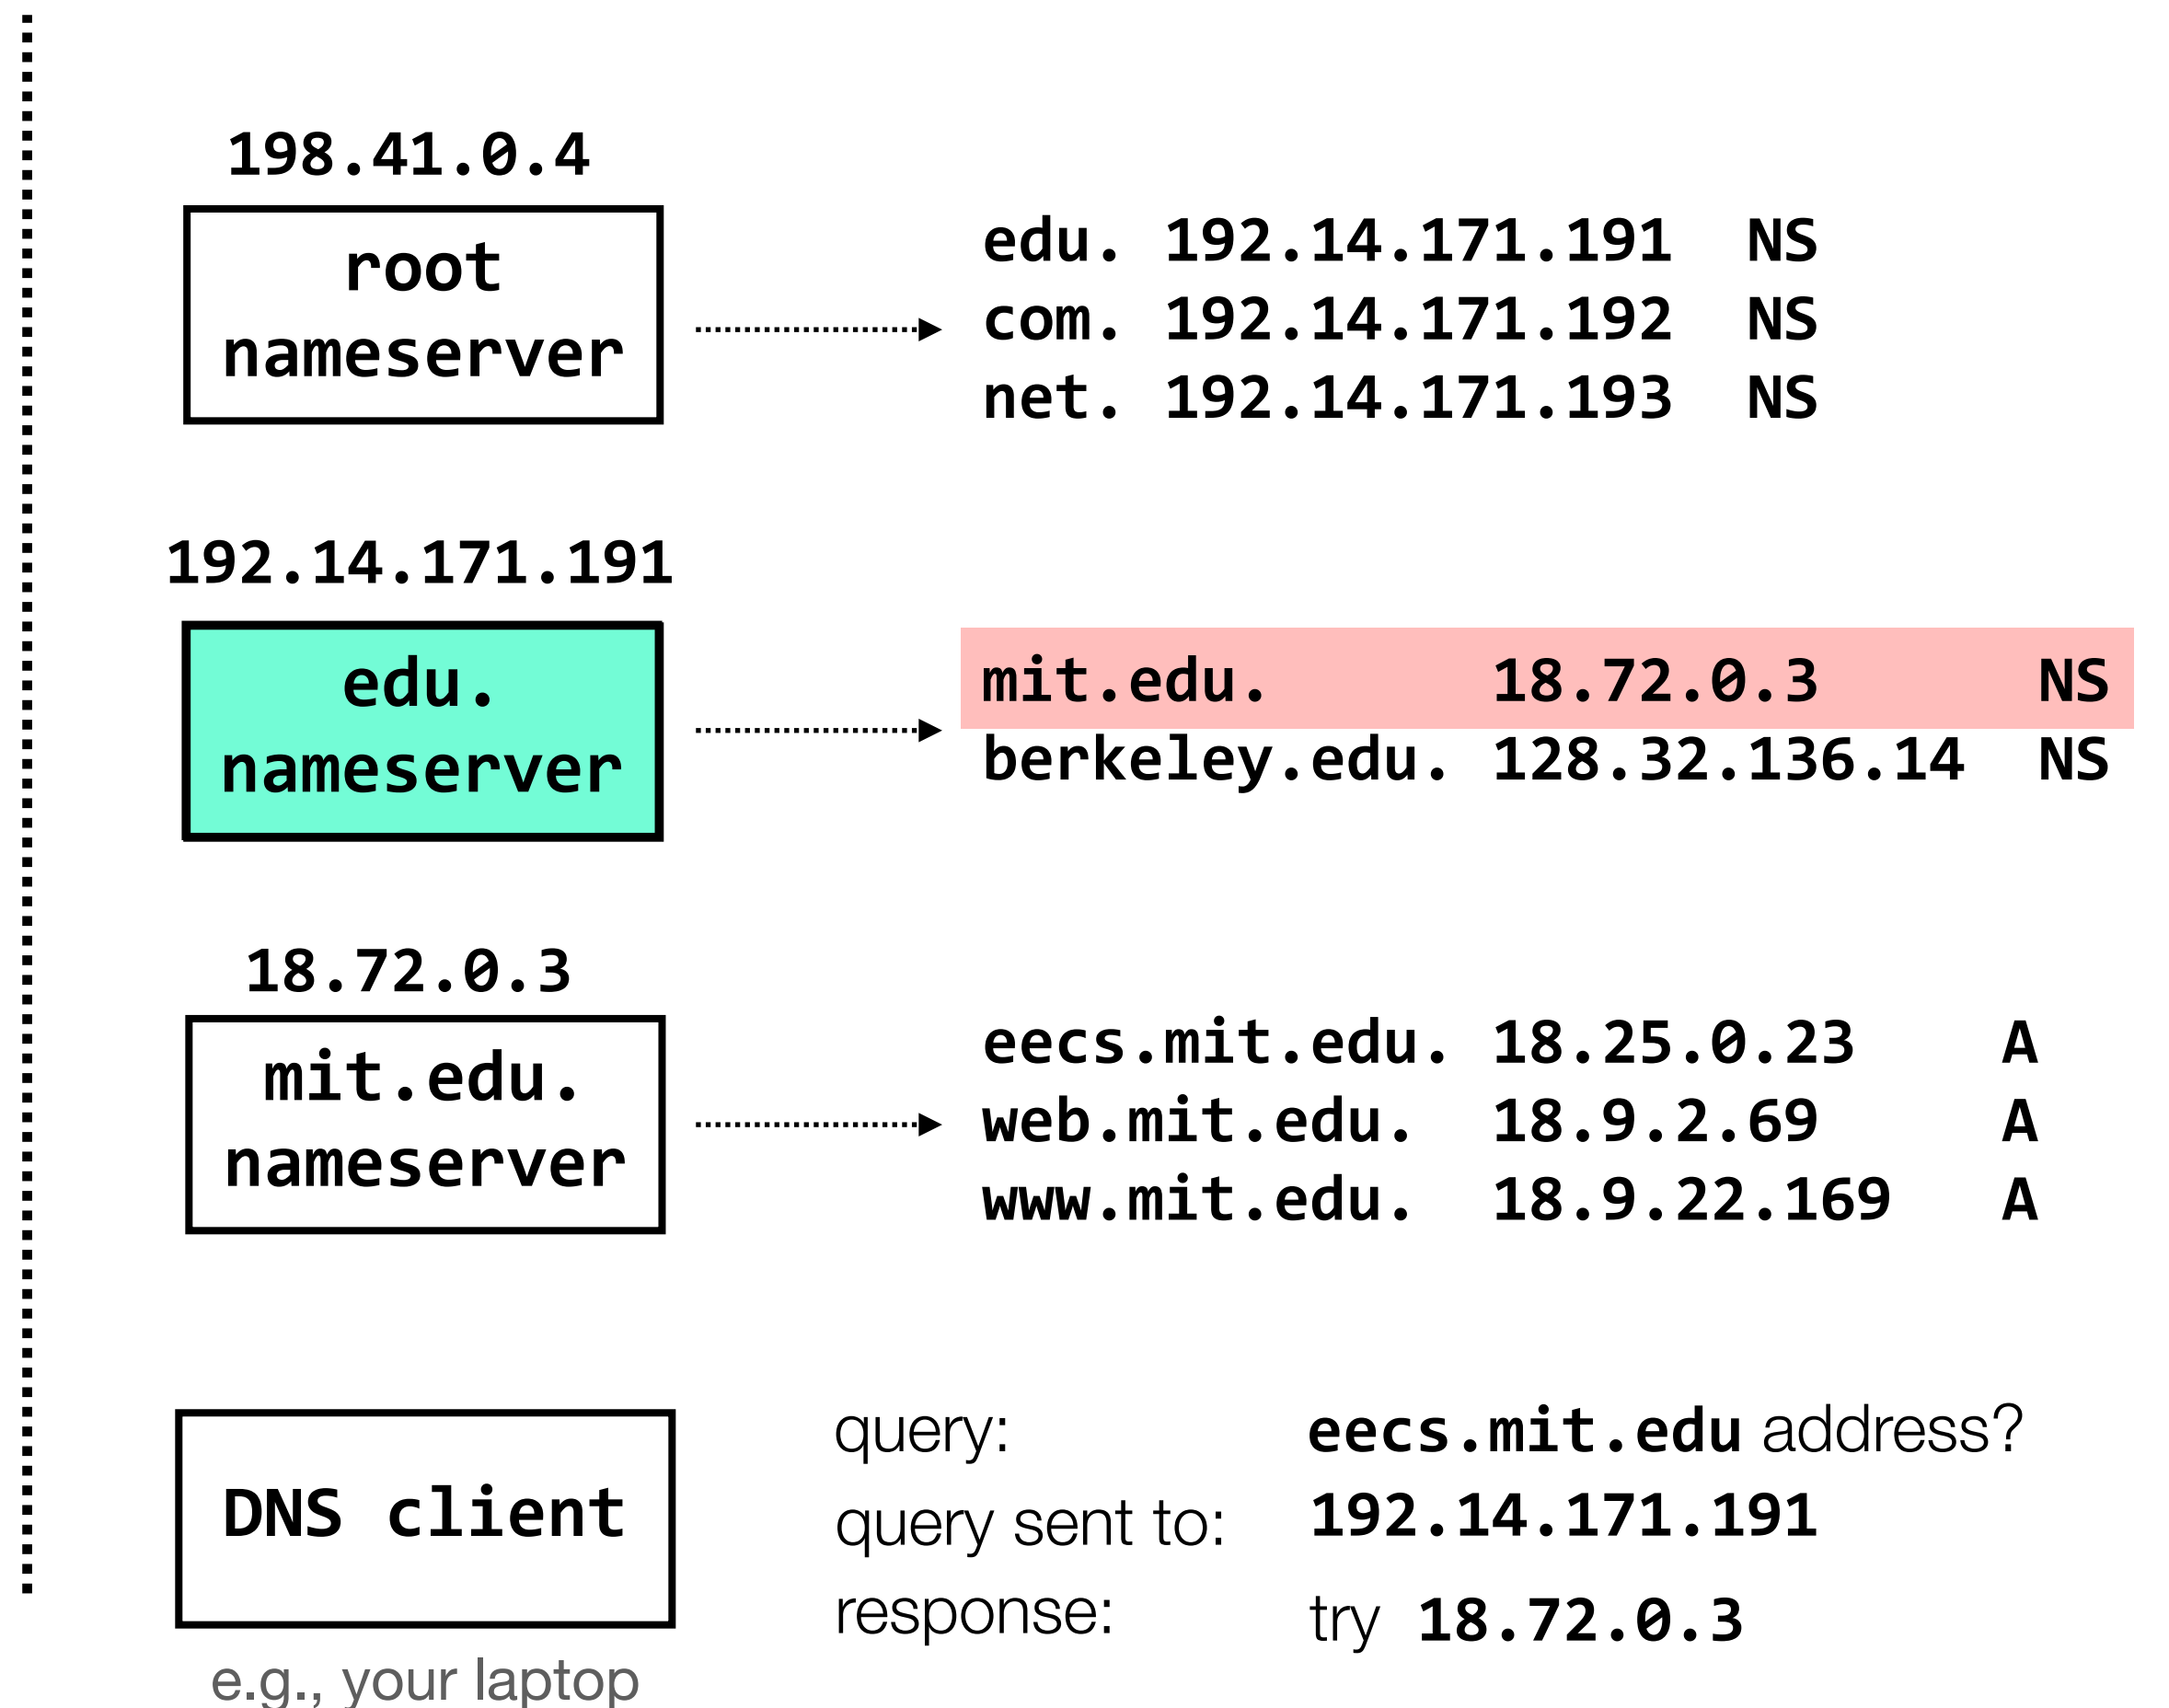 198.41.0.4
root
nameserver
edu. 192.14.171.191 NS
com. 192.14.171.192 NS
net. 192.14.171.193 NS
192.14.171.191
edu.
nameserver
mit.edu. 18.72.0.3 NS
berkeley.edu. 128.32.136.14 NS
18.72.0.3
mit.edu.
nameserver
eecs.mit.edu. 18.25.0.23 A
web.mit.edu. 18.9.2.69 A
www.mit.edu. 18.9.22.169 A
DNS client
e.g., your laptop
query: eecs.mit.edu address?
query sent to: 192.14.171.191
response: try 18.72.0.3